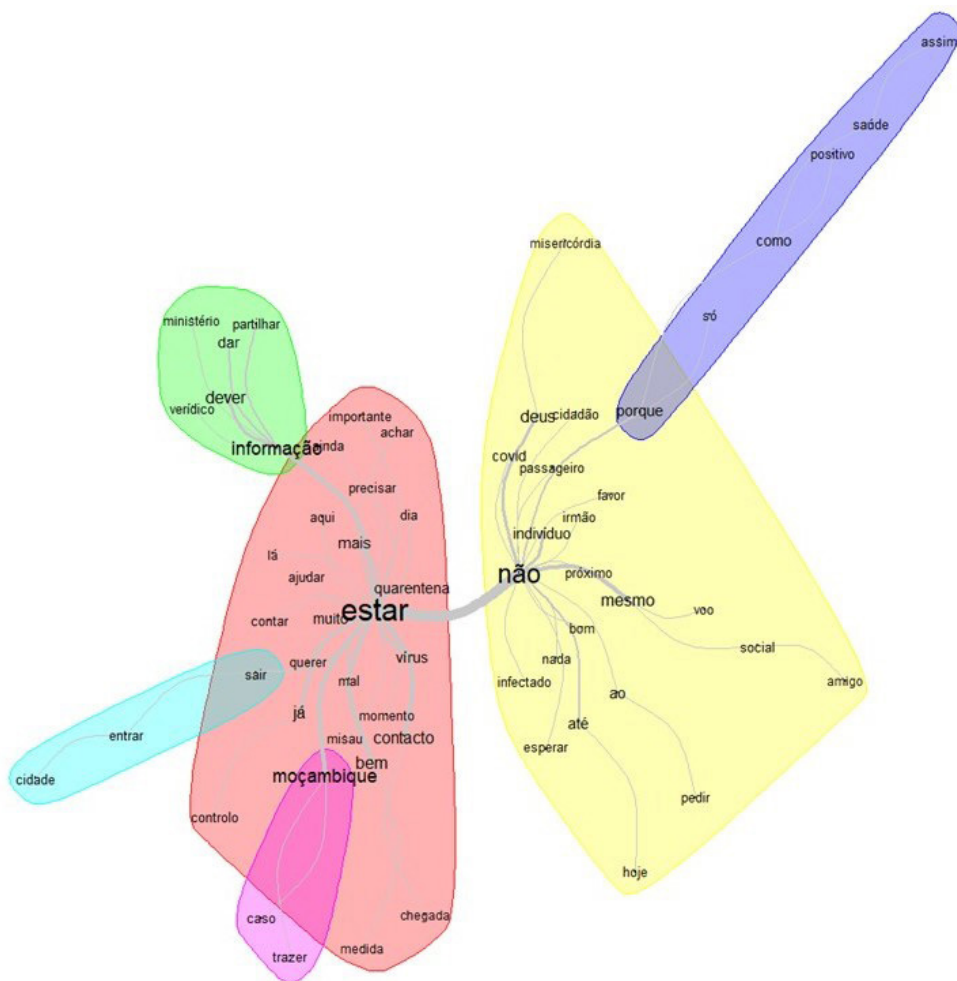 assim
saúde
positivo
como
misericórdia
só
ministério
partilhar
dar
dever
verídico
porque
deus
cidadão
importante
achar
informação
ainda
covid
passageiro
precisar
favor
aqui
dia
irmão
indivíduo
mais
lá
não
próximo
ajudar
quarentena
mesmo
estar
voo
contar
muito
bom
social
vírus
nada
querer
sair
mal
infectado
amigo
ao
já
momento
até
entrar
misau
contacto
esperar
bem
moçambique
cidade
pedir
controlo
hoje
caso
chegada
medida
trazer